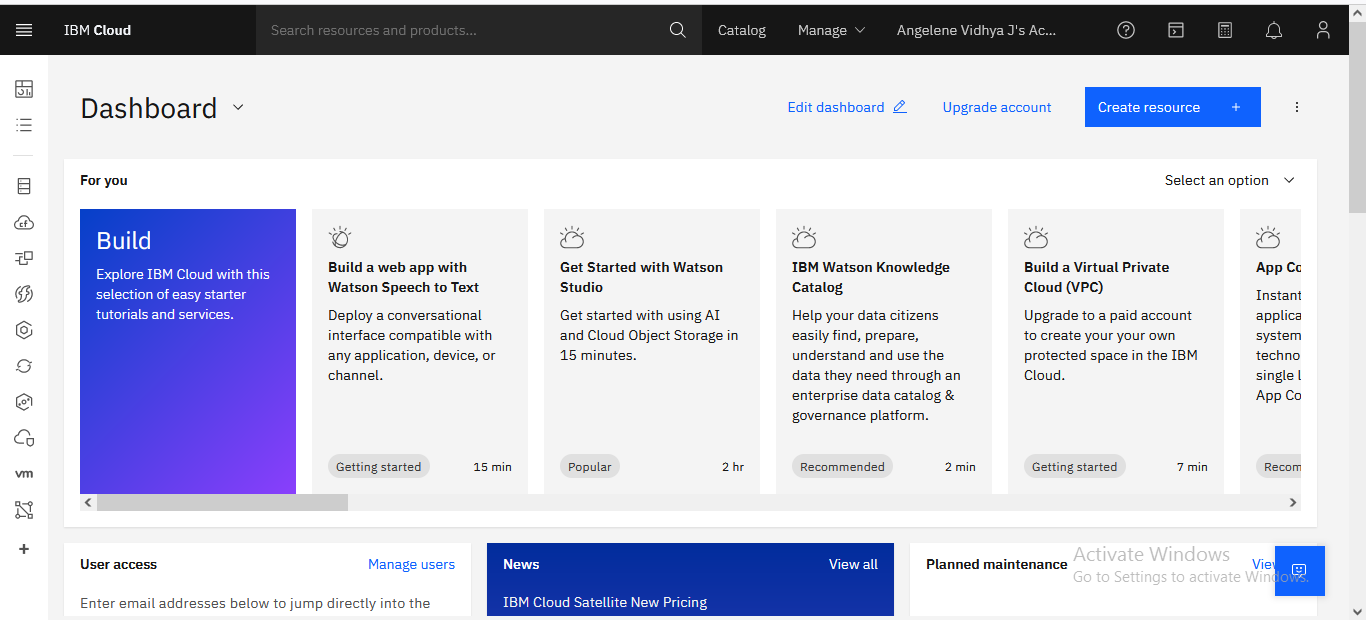 IBM Cloud
Search resources and products...
Catalog
Manage
Angelene Vidhya J's Ac...
Dashboard
Edit dashboard
Upgrade account
Create resource +
For you
Select an option
Build
Explore IBM Cloud with this
selection of easy starter
tutorials and services.
Build a web app with
Watson Speech to Text
Deploy a conversational
interface compatible with
any application, device, or
channel.
Getting started
15 min
Get Started with Watson
Studio
Get started with using AI
and Cloud Object Storage in
15 minutes.
Popular
2 hr
IBM Watson Knowledge
Catalog
Help your data citizens
easily find, prepare,
understand and use the
data they need through an
enterprise data catalog &
governance platform.
Recommended
2 min
Build a Virtual Private
Cloud (VPC)
Upgrade to a paid account
to create your your own
protected space in the IBM
Cloud.
Getting started
7 min
App Co
Instant
applica
system
techno
single l
App Co
Recom
cf
vm
User access
Manage users
Enter email addresses below to jump directly into the
News
View all
IBM Cloud Satellite New Pricing
Planned maintenance
View
Activate Windows
Go to Settings to activate Windows.